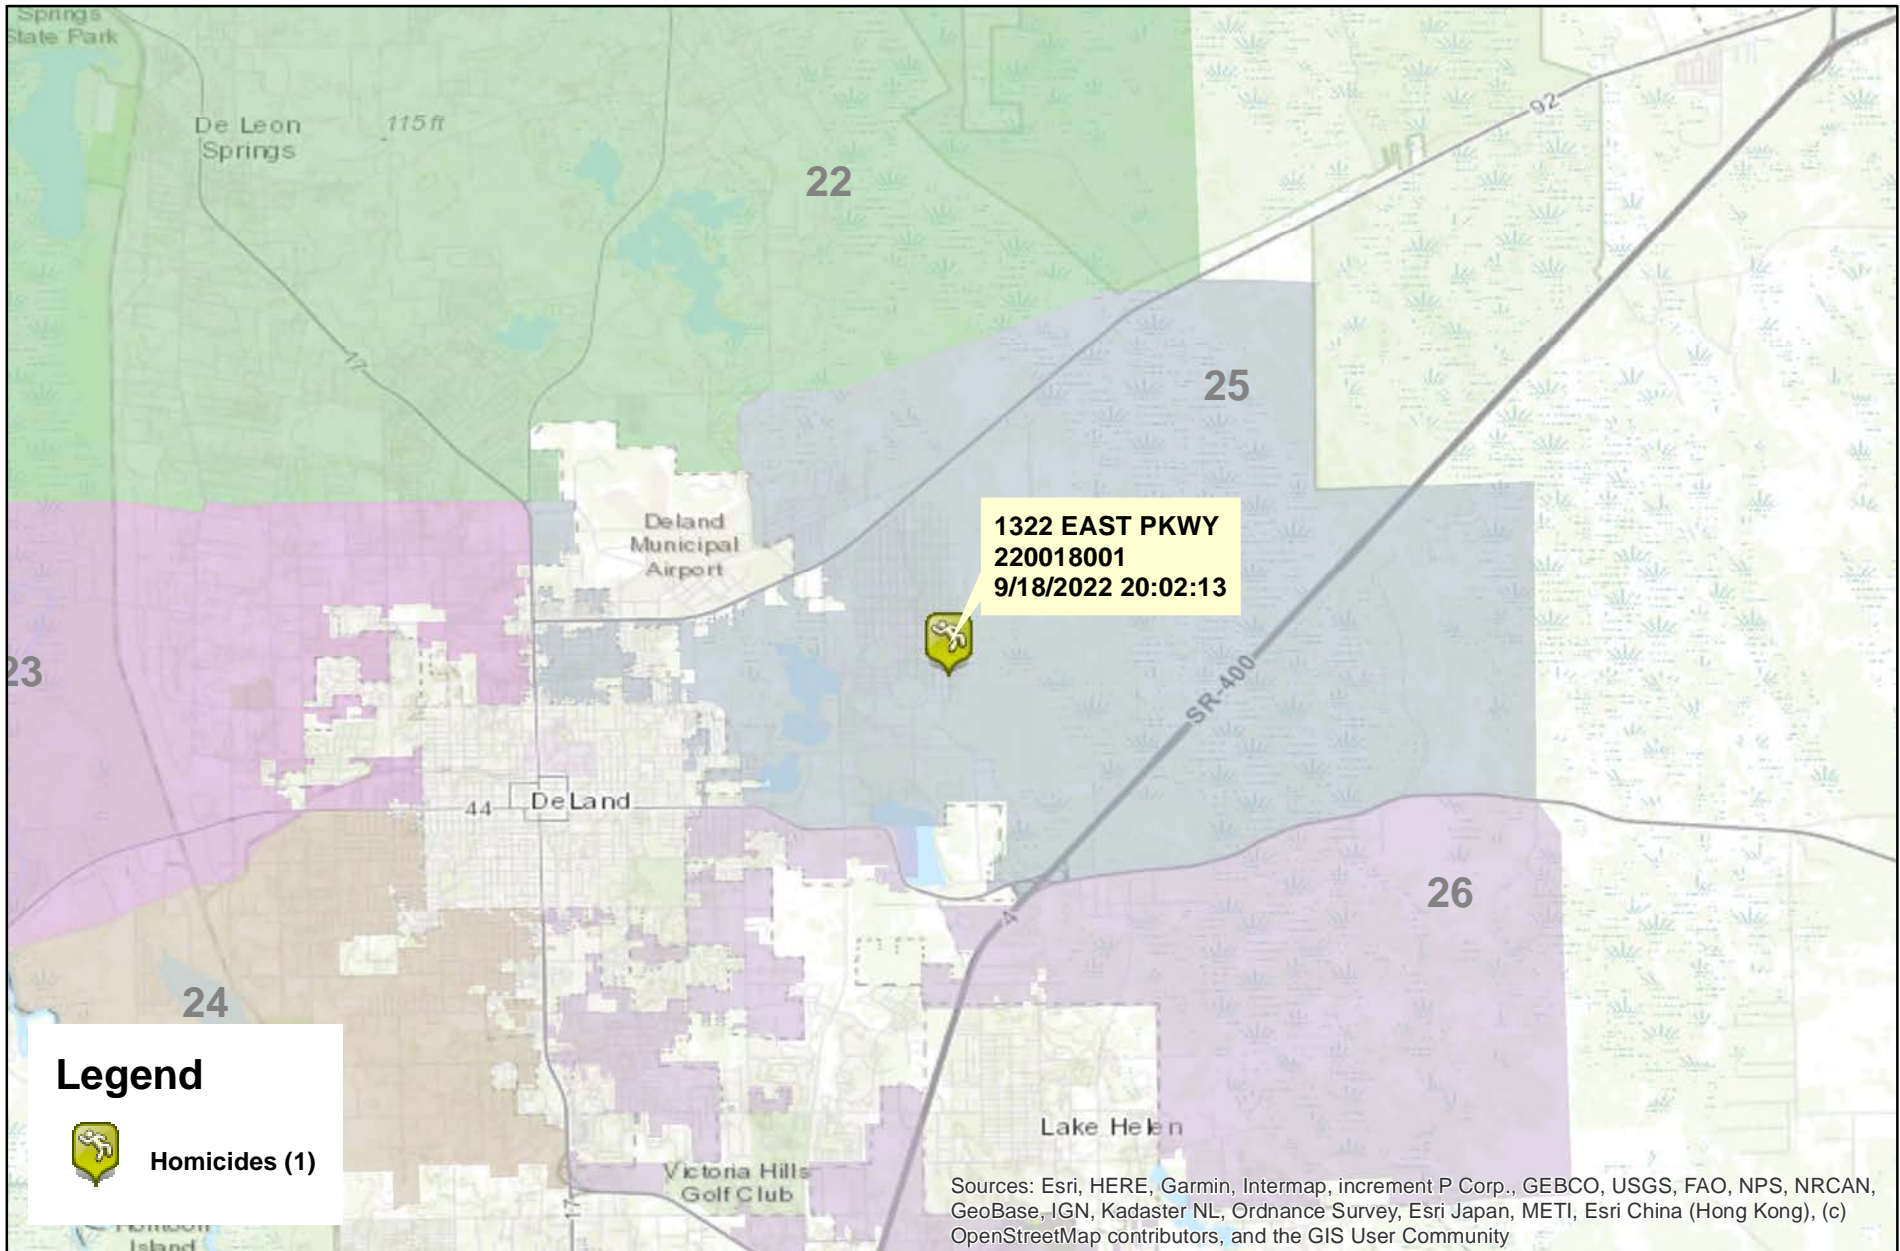 Springs
State Park
De Leon
Springs
115 ft
22
92
17
25
Deland
Municipal
Airport
1322 EAST PKWY
220018001
9/18/2022 20:02:13
23
SR-400
44
DeLand
26
4
24
Legend
Homicides (1)
Lake Helen
Victoria Hills
Golf Club
17
Island
Sources: Esri, HERE, Garmin, Intermap, increment P Corp., GEBCO, USGS, FAO, NPS, NRCAN,
GeoBase, IGN, Kadaster NL, Ordnance Survey, Esri Japan, METI, Esri China (Hong Kong), (c)
OpenStreetMap contributors, and the GIS User Community